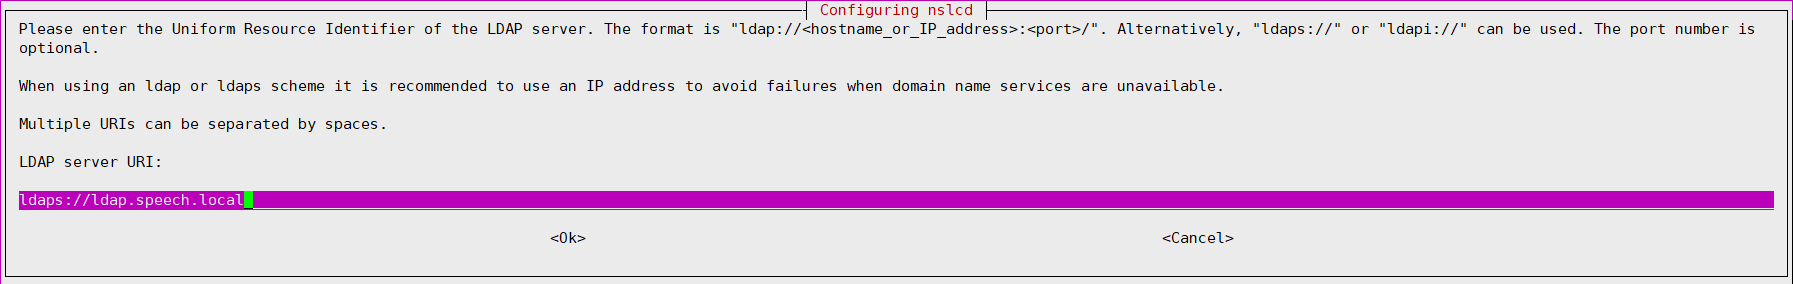 Configuring nslcd
Please enter the Uniform Resource Identifier of the LDAP server. The format is "ldap://<hostname_or_IP_address>:<port>/". Alternatively, "ldaps://" or "ldapi://" can be used. The port number is
optional.
When using an ldap or ldaps scheme it is recommended to use an IP address to avoid failures when domain name services are unavailable.
Multiple URIs can be separated by spaces.
LDAP server URI:
ldaps://ldap.speech.local
<Ok> <Cancel>